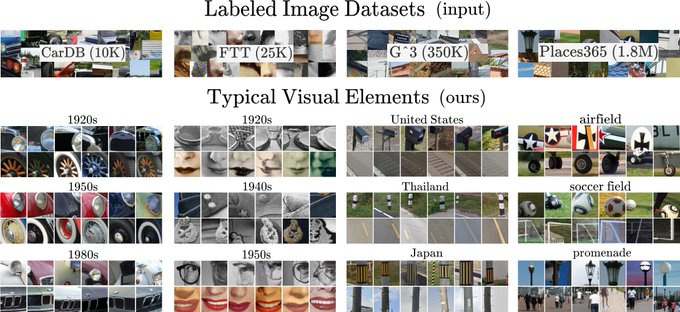 Labeled Image Datasets (input)
CarDB (10K) FTT (25K) G^3 (350K) Places365 (1.8M)
Typical Visual Elements (ours)
1920s 1920s United States airfield
1950s 1940s Thailand soccer field
1980s 1950s Japan promenade